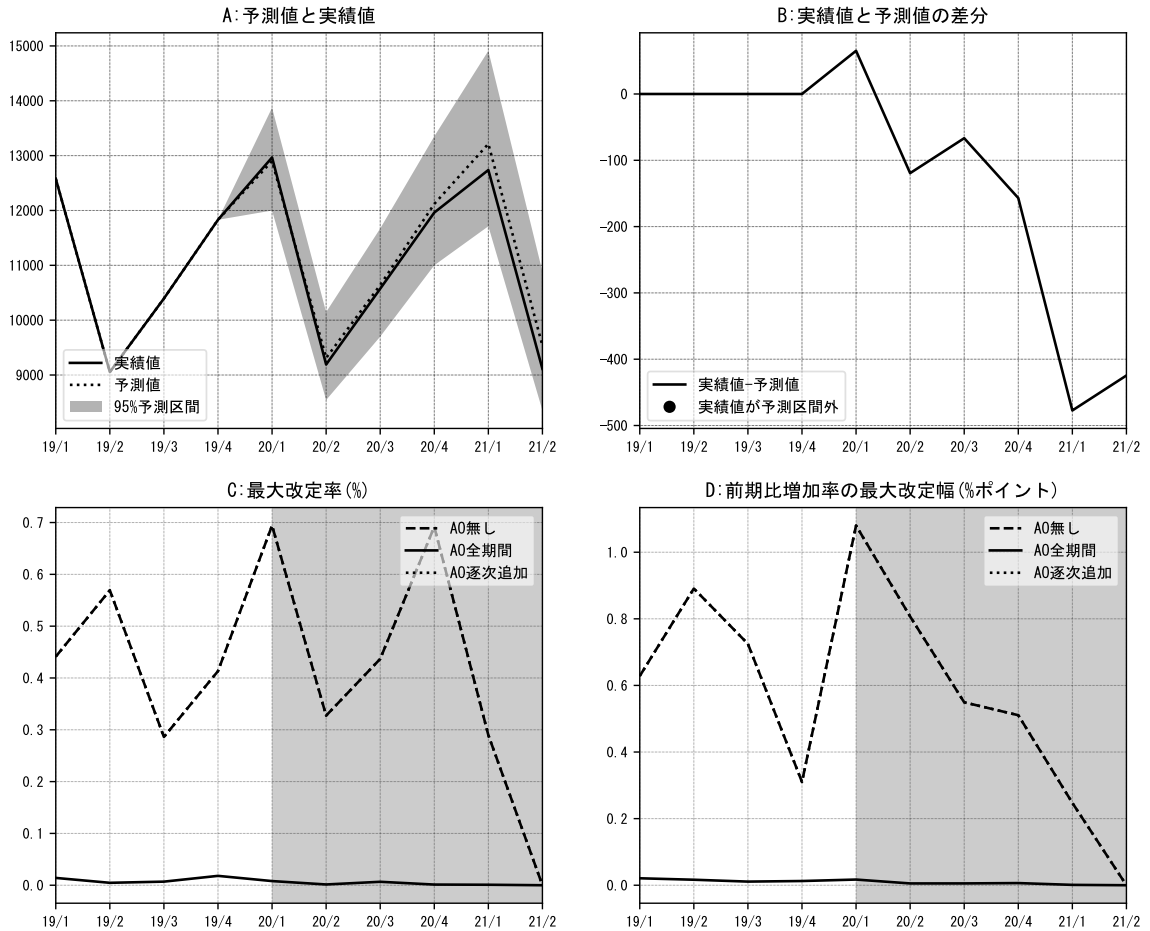 A:予測値と実績値
15000
14000
13000
12000
11000
10000
9000
実績値
予測値
95%予測区間
19/1 19/2 19/3 19/4 20/1 20/2 20/3 20/4 21/1 21/2
B:実績値と予測値の差分
0
−100
−200
−300
−400
−500
実績値−予測値
実績値が予測区間外
19/1 19/2 19/3 19/4 20/1 20/2 20/3 20/4 21/1 21/2
C:最大改定率(%)
0.7
0.6
0.5
0.4
0.3
0.2
0.1
0.0
AO無し
AO全期間
AO逐次追加
19/1 19/2 19/3 19/4 20/1 20/2 20/3 20/4 21/1 21/2
D:前期比増加率の最大改定幅(%ポイント)
1.0
0.8
0.6
0.4
0.2
0.0
AO無し
AO全期間
AO逐次追加
19/1 19/2 19/3 19/4 20/1 20/2 20/3 20/4 21/1 21/2